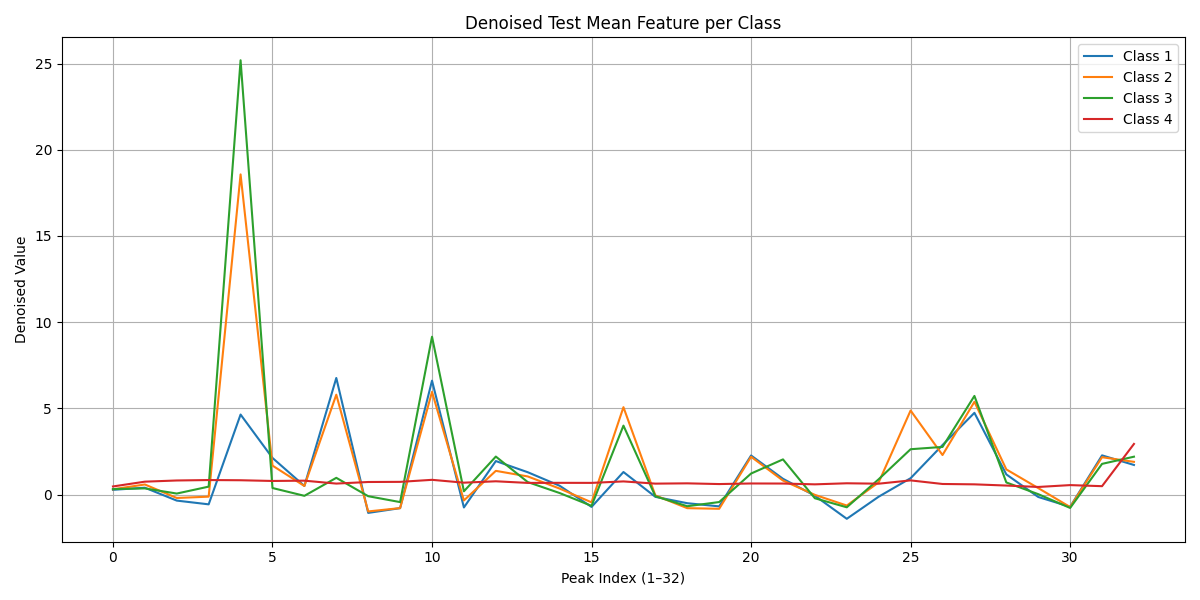 Denoised Test Mean Feature per Class
Class 1
Class 2
Class 3
Class 4
Denoised Value
25
20
15
10
5
0
0 5 10 15 20 25 30
Peak Index (1–32)